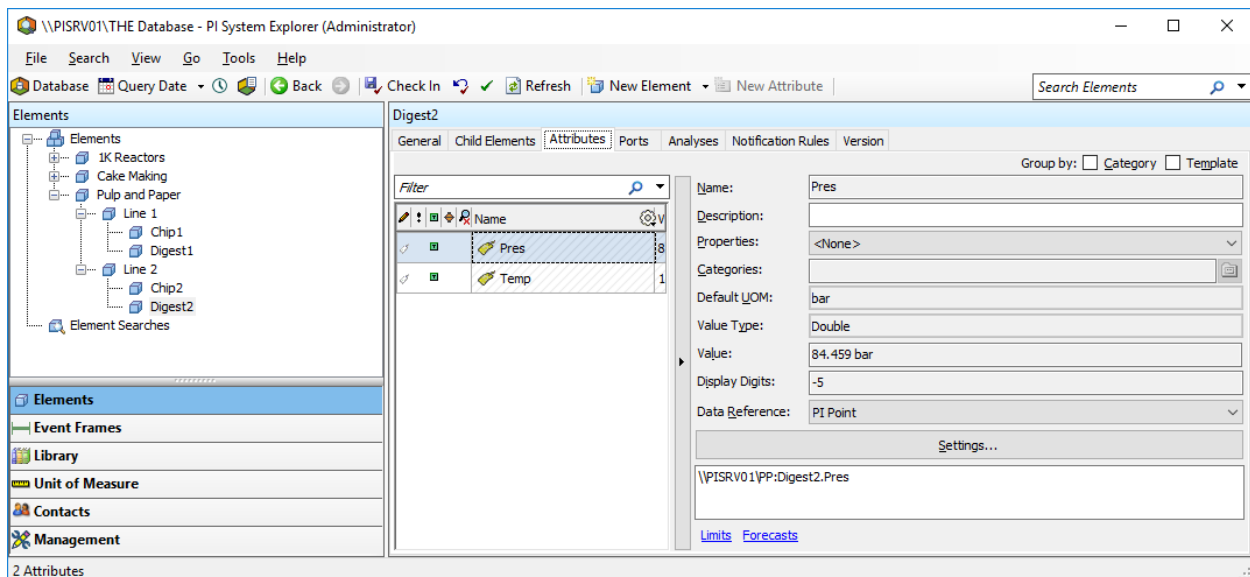 \\PISRV01\THE Database - PI System Explorer (Administrator)
File Search View Go Tools Help
Database Query Date Back Check In Refresh New Element New Attribute Search Elements
Elements
Elements
1K Reactors
Cake Making
Pulp and Paper
Line 1
Chip1
Digest1
Line 2
Chip2
Digest2
Element Searches
Elements
Event Frames
Library
Unit of Measure
Contacts
Management
Digest2
General Child Elements Attributes Ports Analyses Notification Rules Version
Group by: Category Template
Filter
Name V
Pres 8
Temp 1
Name: Pres
Description:
Properties: <None>
Categories:
Default UOM: bar
Value Type: Double
Value: 84.459 bar
Display Digits: -5
Data Reference: PI Point
Settings...
\\PISRV01\PP:Digest2.Pres
Limits Forecasts
2 Attributes